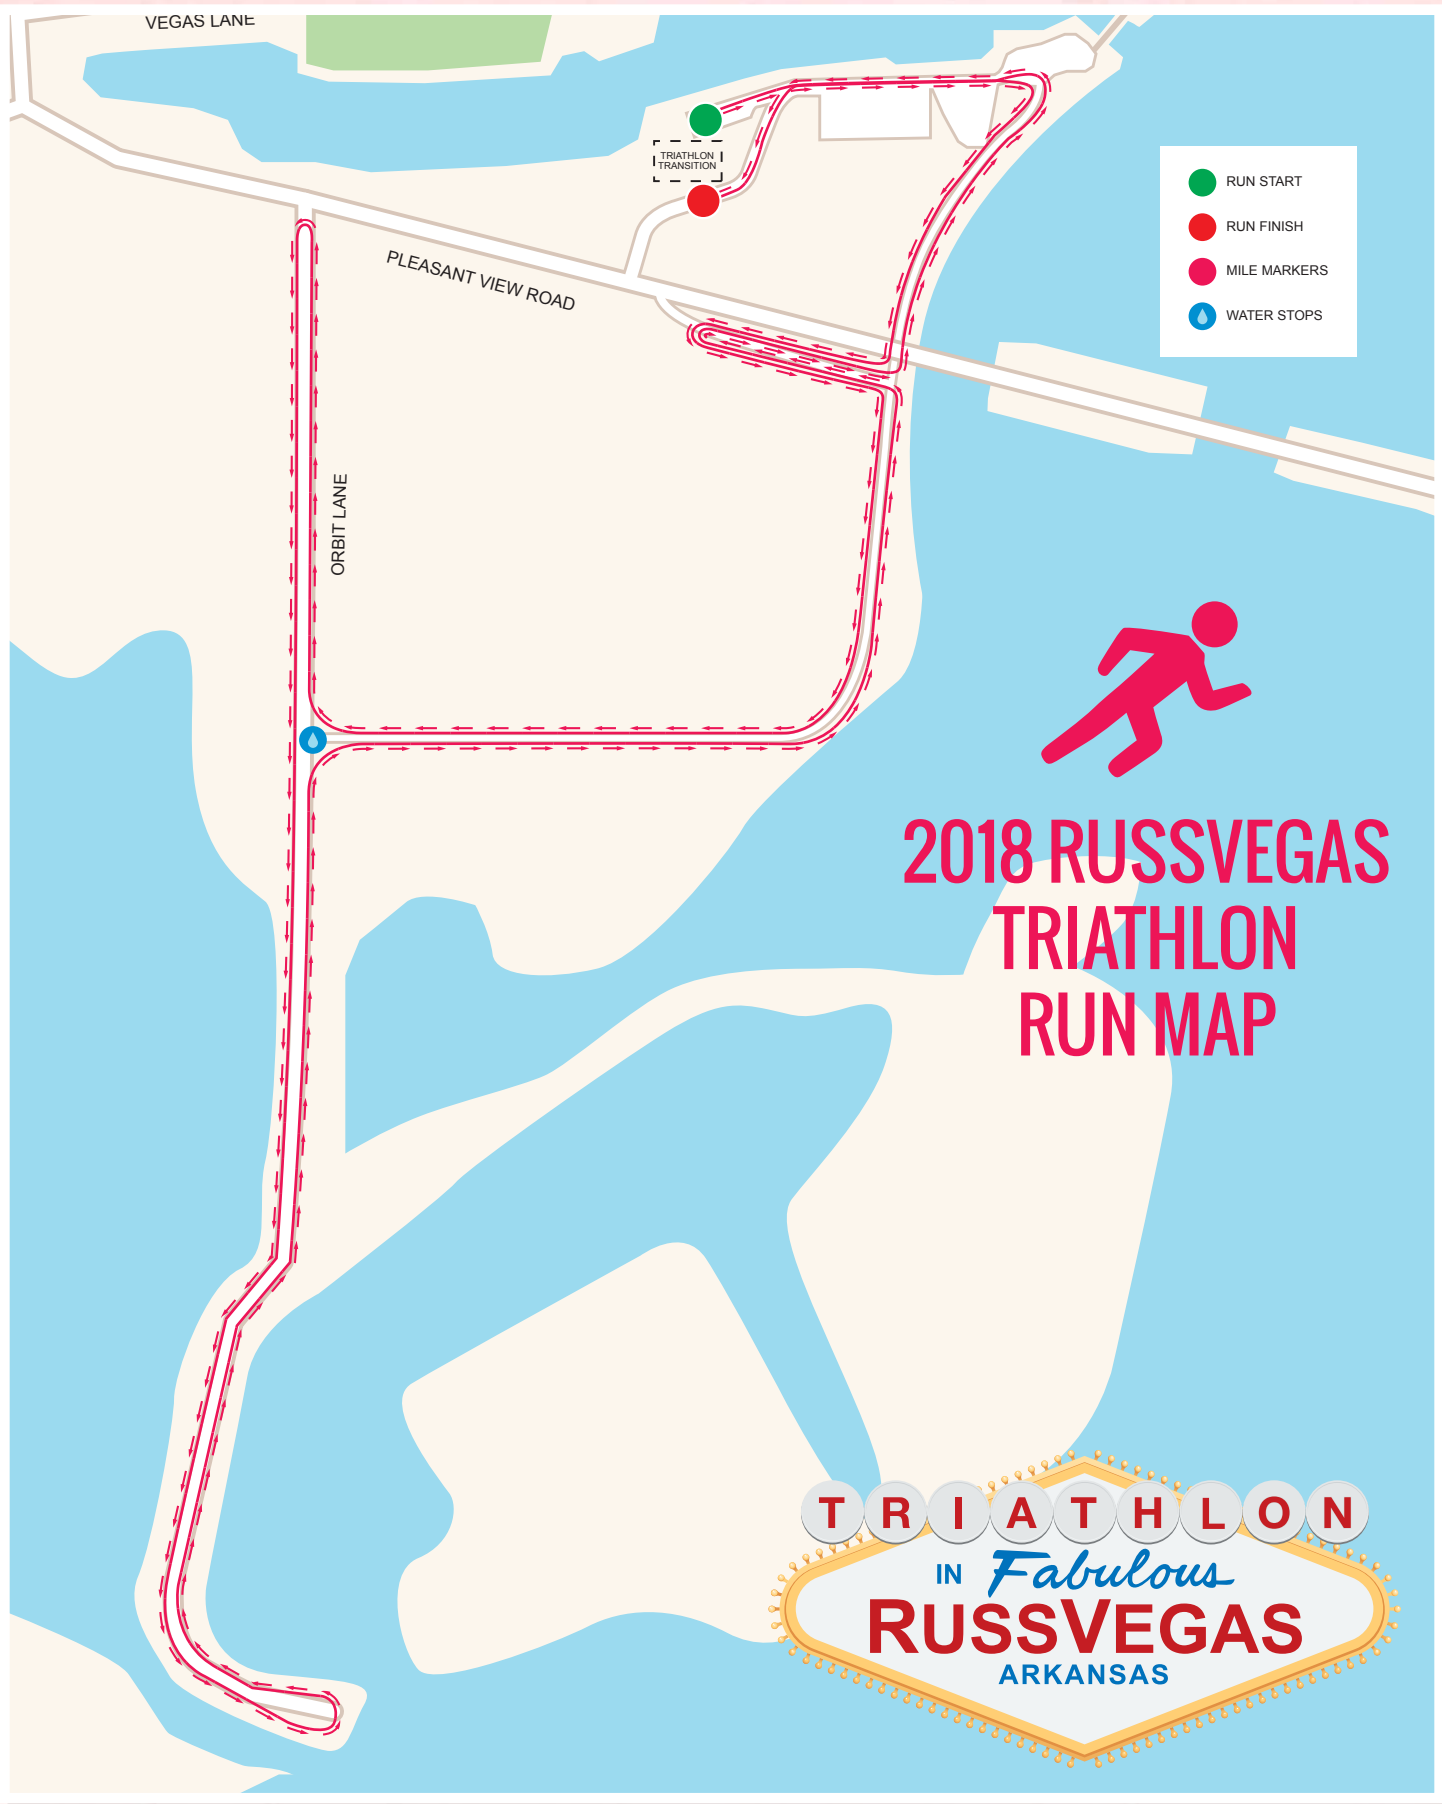 VEGAS LANE
TRIATHLON
TRANSITION
RUN START
RUN FINISH
MILE MARKERS
WATER STOPS
PLEASANT VIEW ROAD
ORBIT LANE
2018 RUSSVEGAS
TRIATHLON
RUN MAP
TRIATHLON
IN Fabulous
RUSSVEGAS
ARKANSAS